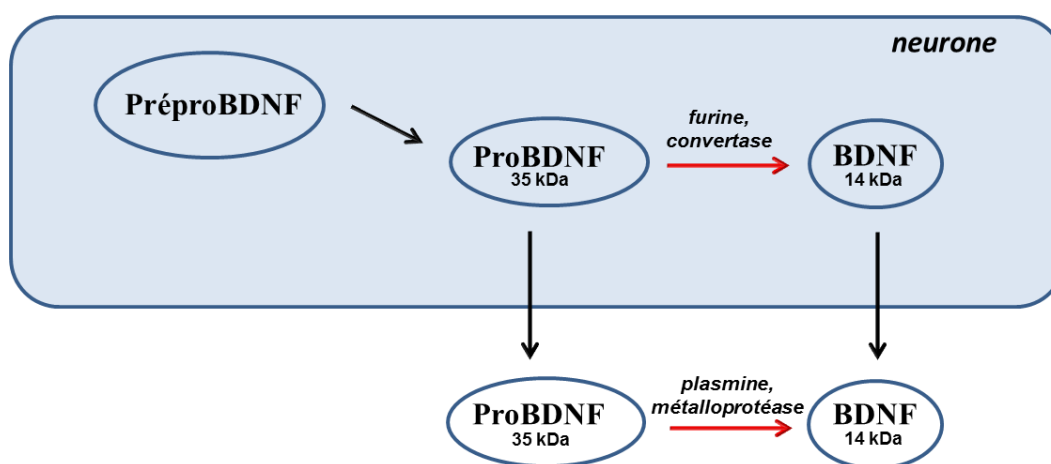 neurone
PréproBDNF
furine,
convertase
ProBDNF
35 kDa
BDNF
14 kDa
plasmine,
métalloprotéase
ProBDNF
35 kDa
BDNF
14 kDa